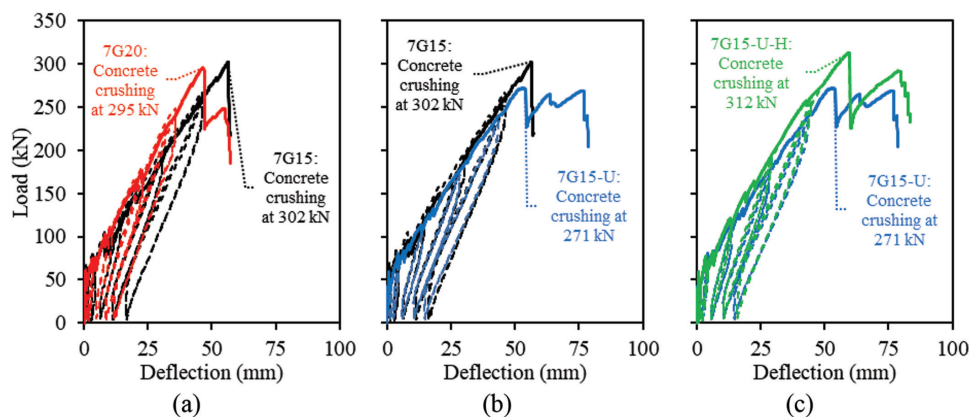 350
300
250
200
150
100
50
0
Load (kN)
7G20:
Concrete
crushing
at 295 kN
7G15:
Concrete
crushing
at 302 kN
0 25 50 75 100
Deflection (mm)
(a)
7G15:
Concrete
crushing
at 302 kN
7G15-U:
Concrete
crushing at
271 kN
0 25 50 75 100
Deflection (mm)
(b)
7G15-U-H:
Concrete
crushing at
312 kN
7G15-U:
Concrete
crushing at
271 kN
0 25 50 75 100
Deflection (mm)
(c)